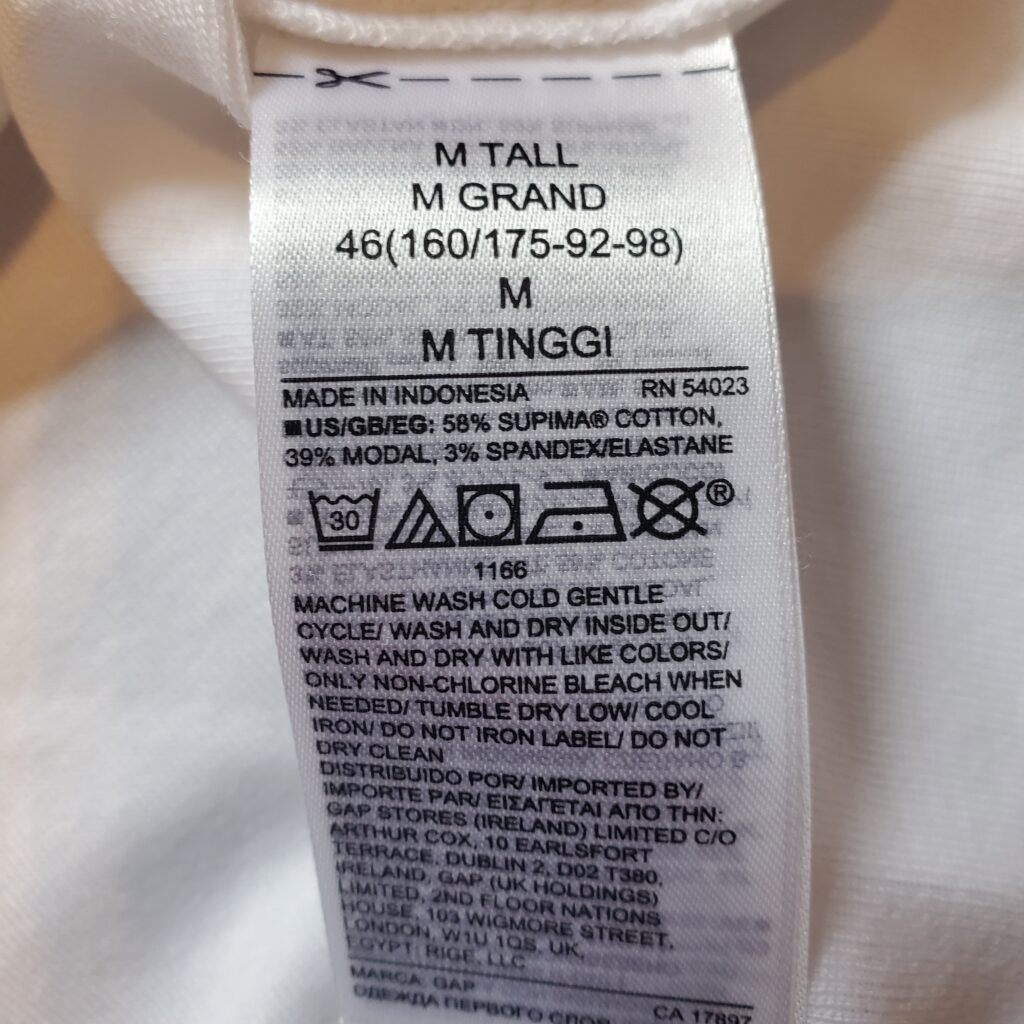 M TALL
M GRAND
46(160/175-92-98)
M
M TINGGI
MADE IN INDONESIA RN 54023
US/GB/EG: 58% SUPIMA® COTTON,
39% MODAL, 3% SPANDEX/ELASTANE
30 ®
1166
MACHINE WASH COLD GENTLE
CYCLE/ WASH AND DRY INSIDE OUT/
WASH AND DRY WITH LIKE COLORS/
ONLY NON-CHLORINE BLEACH WHEN
NEEDED/ TUMBLE DRY LOW/ COOL
IRON/ DO NOT IRON LABEL/ DO NOT
DRY CLEAN
DISTRIBUIDO POR/ IMPORTED BY/
IMPORTE PAR/ ΕΙΣΑΓΕΤΑΙ ΑΠΟ ΤΗΝ:
GAP STORES (IRELAND) LIMITED C/O
ARTHUR COX, 10 EARLSFORT
TERRACE, DUBLIN 2, D02 T380,
IRELAND, GAP (UK HOLDINGS)
LIMITED, 2ND FLOOR NATIONS
HOUSE, 103 WIGMORE STREET,
LONDON, W1U 1QS, UK,
EGYPT: RIGE, LLC
MARCA: GAP
ОДЕЖДА ПЕРВОГО СЛОЯ CA 17897